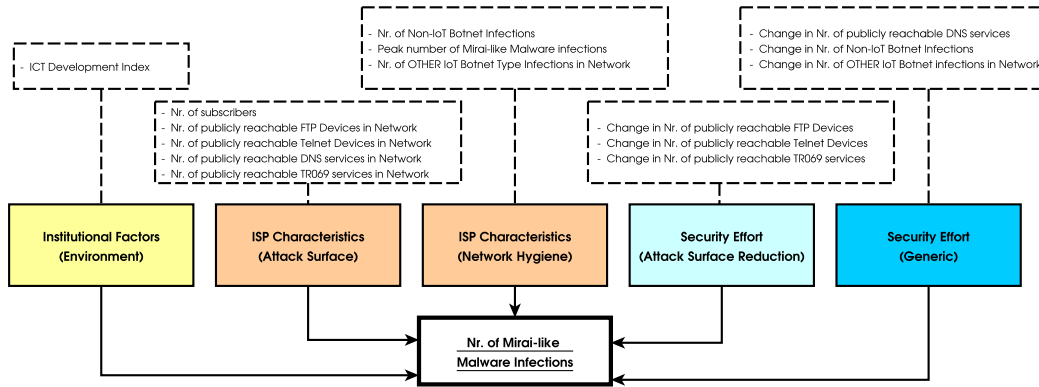 - ICT Development Index
- Nr. of subscribers
- Nr. of publicly reachable FTP Devices in Network
- Nr. of publicly reachable Telnet Devices in Network
- Nr. of publicly reachable DNS services in Network
- Nr. of publicly reachable TR069 services in Network
- Nr. of Non-IoT Botnet Infections
- Peak number of Mirai-like Malware infections
- Nr. of OTHER IoT Botnet Type Infections in Network
- Change in Nr. of publicly reachable FTP Devices
- Change in Nr. of publicly reachable Telnet Devices
- Change in Nr. of publicly reachable TR069 services
- Change in Nr. of publicly reachable DNS services
- Change in Nr. of Non-IoT Botnet Infections
- Change in Nr. of OTHER IoT Botnet infections in Network
Institutional Factors
(Environment)
ISP Characteristics
(Attack Surface)
ISP Characteristics
(Network Hygiene)
Security Effort
(Attack Surface Reduction)
Security Effort
(Generic)
Nr. of Mirai-like
Malware Infections